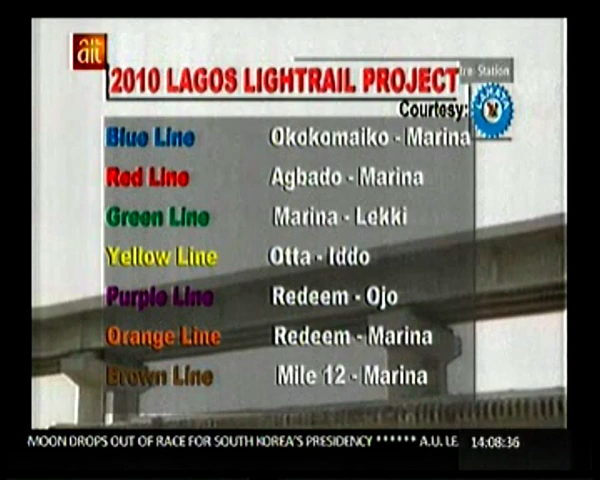 ait
2010 LAGOS LIGHTRAIL PROJECT
Station
Courtesy:
LAMATA
Blue Line Okokomaiko - Marina
Red Line Agbado - Marina
Green Line Marina - Lekki
Yellow Line Otta - Iddo
Purple Line Redeem - Ojo
Orange Line Redeem - Marina
Brown Line Mile 12 - Marina
MOON DROPS OUT OF RACE FOR SOUTH KOREA'S PRESIDENCY ****** A.U. LE 14:08:36